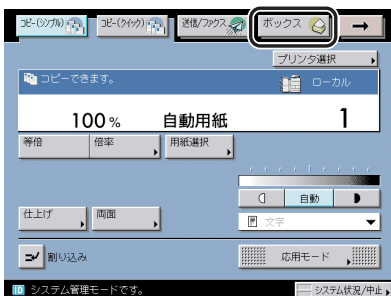 コピー(シンプル) コピー(クイック) 送信/ファクス ボックス
プリンタ選択
コピーできます。 ローカル
100% 自動用紙 1
等倍 倍率 用紙選択
自動
仕上げ 両面 文字
割り込み 応用モード
ID システム管理モードです。 システム状況/中止